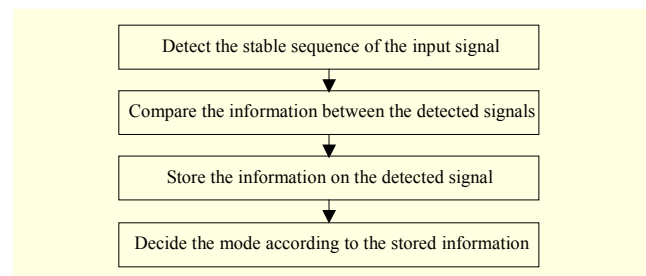 Detect the stable sequence of the input signal
Compare the information between the detected signals
Store the information on the detected signal
Decide the mode according to the stored information